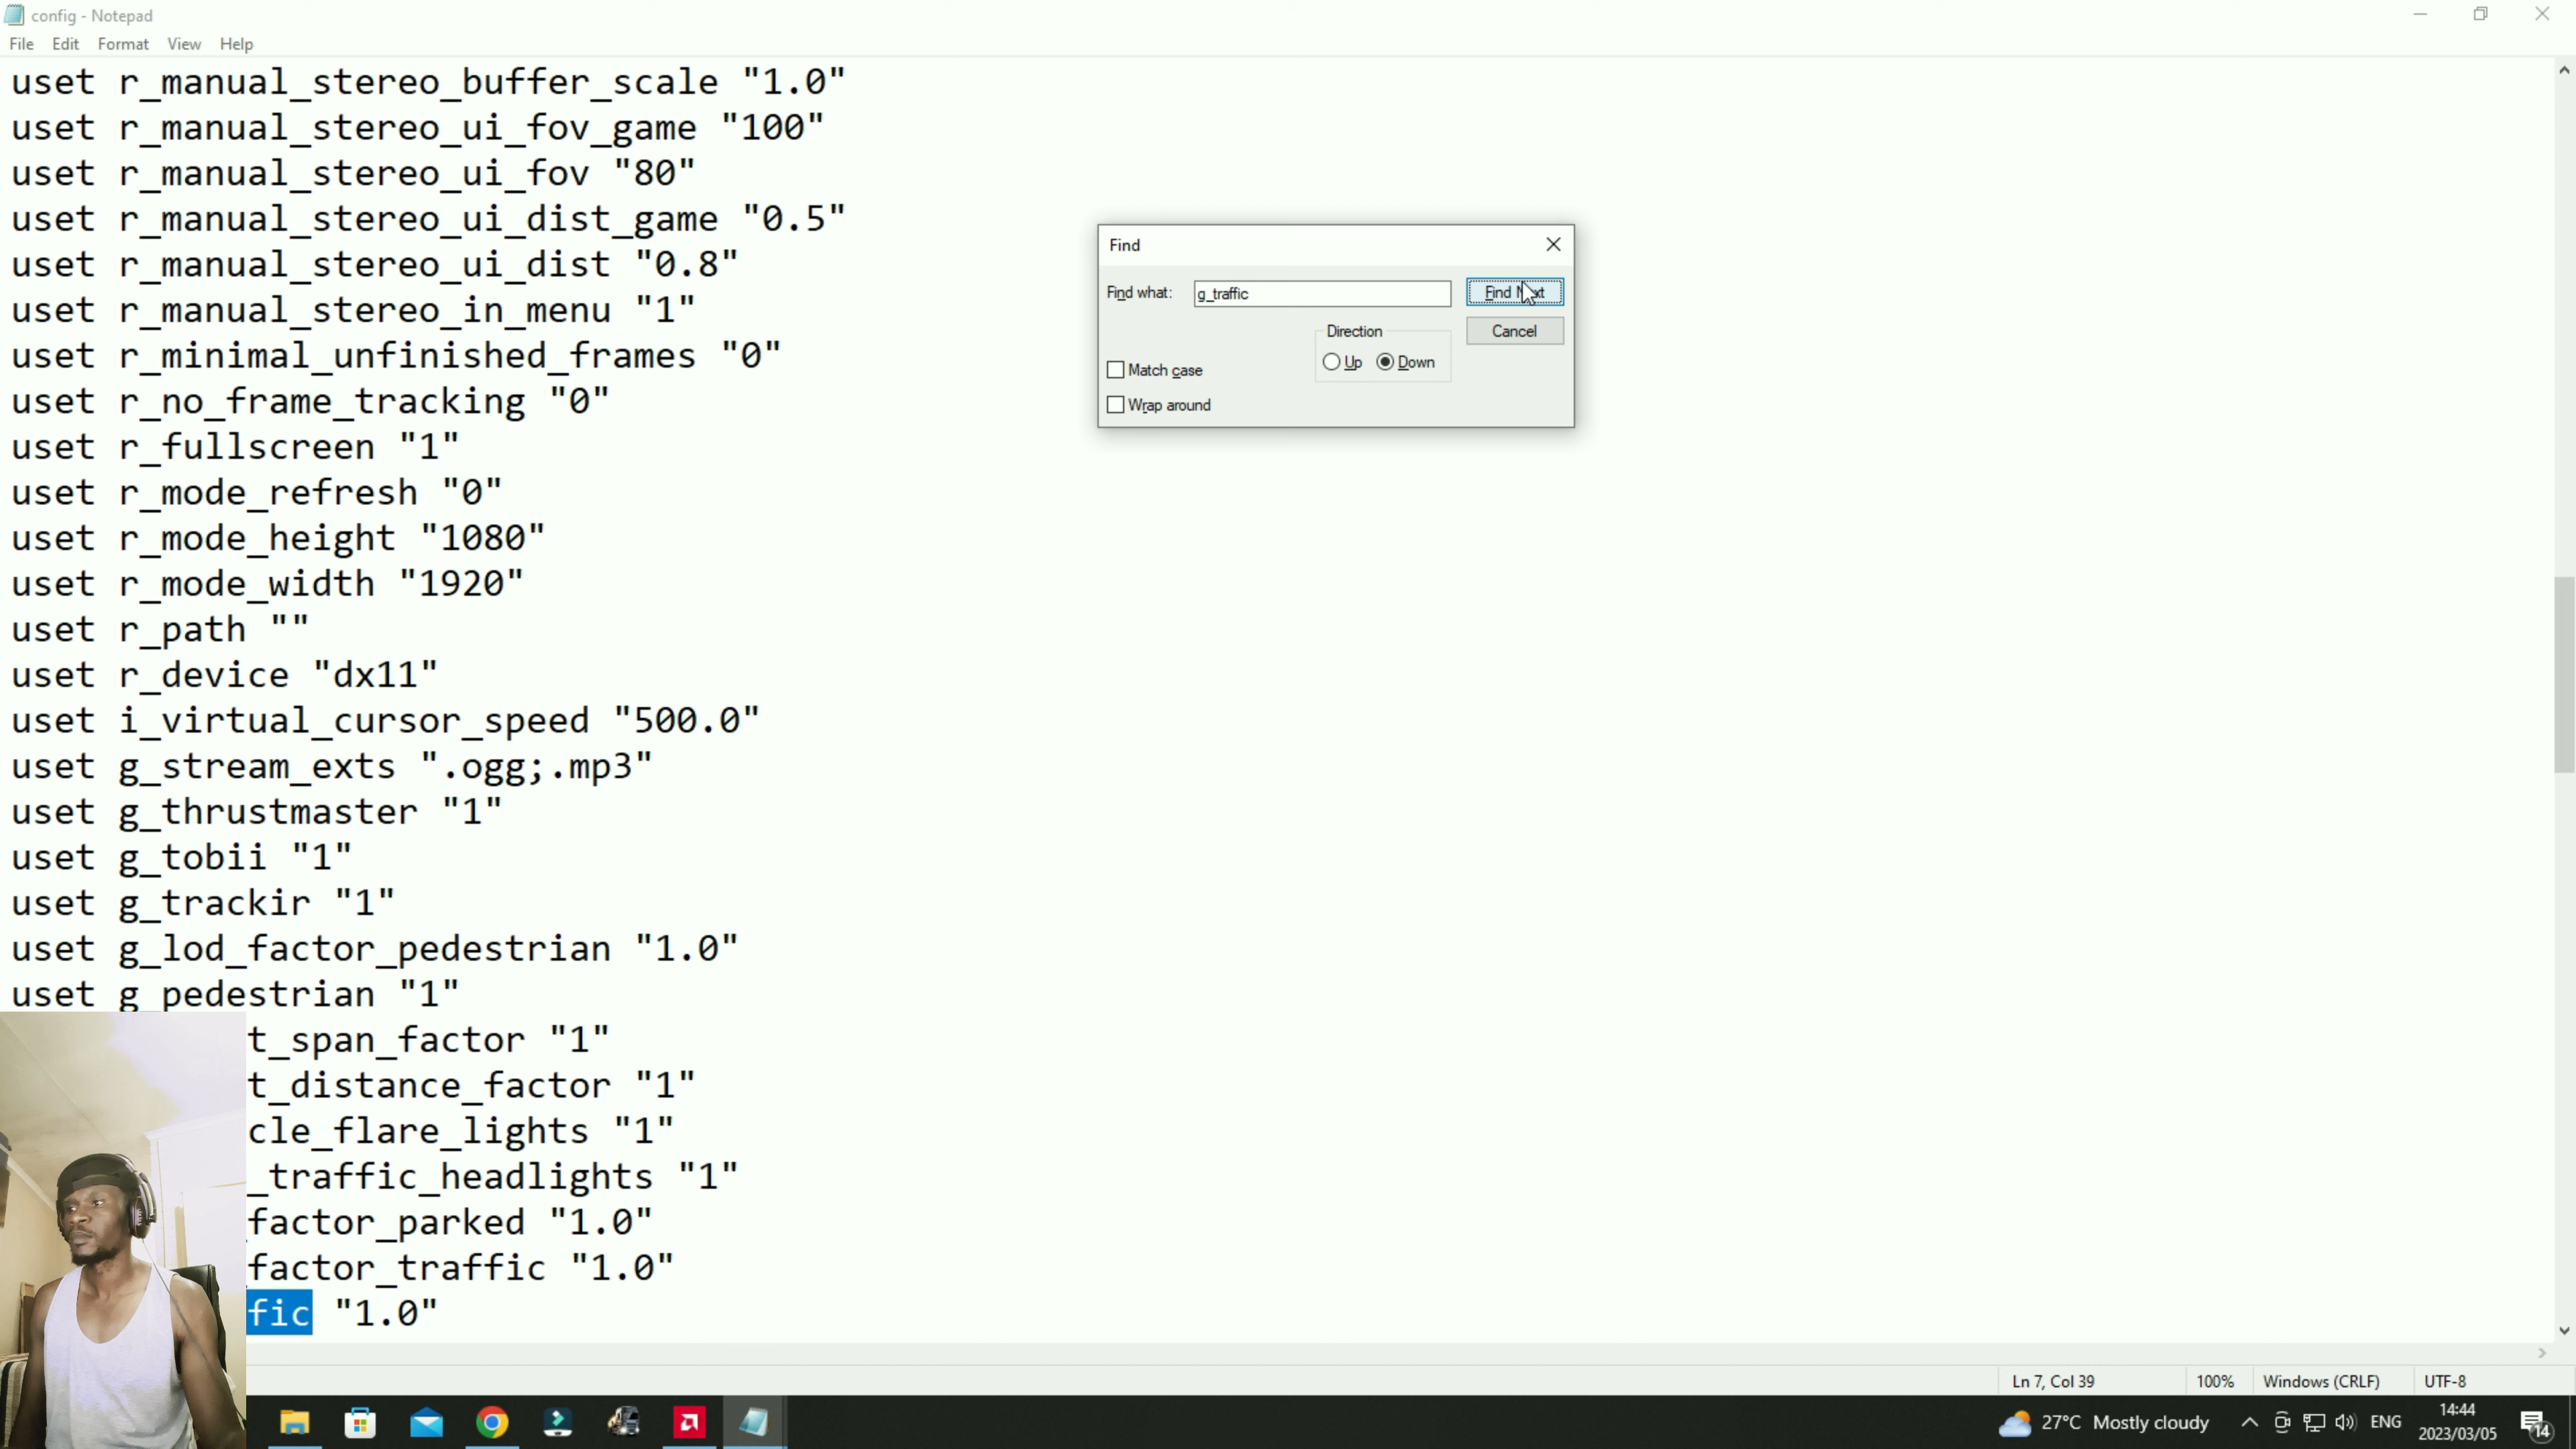 config - Notepad
File Edit Format View Help
uset r_manual_stereo_buffer_scale "1.0"
uset r_manual_stereo_ui_fov_game "100"
uset r_manual_stereo_ui_fov "80"
uset r_manual_stereo_ui_dist_game "0.5"
uset r_manual_stereo_ui_dist "0.8"
uset r_manual_stereo_in_menu "1"
uset r_minimal_unfinished_frames "0"
uset r_no_frame_tracking "0"
uset r_fullscreen "1"
uset r_mode_refresh "0"
uset r_mode_height "1080"
uset r_mode_width "1920"
uset r_path ""
uset r_device "dx11"
uset i_virtual_cursor_speed "500.0"
uset g_stream_exts ".ogg;.mp3"
uset g_thrustmaster "1"
uset g_tobii "1"
uset g_trackir "1"
uset g_lod_factor_pedestrian "1.0"
uset g_pedestrian "1"
t_span_factor "1"
t_distance_factor "1"
cle_flare_lights "1"
_traffic_headlights "1"
factor_parked "1.0"
factor_traffic "1.0"
fic "1.0"
Find
Find what: g_traffic Find Next
Direction Cancel
Up Down
Match case
Wrap around
Ln 7, Col 39 100% Windows (CRLF) UTF-8
27°C Mostly cloudy ENG 14:44
2023/03/05 14